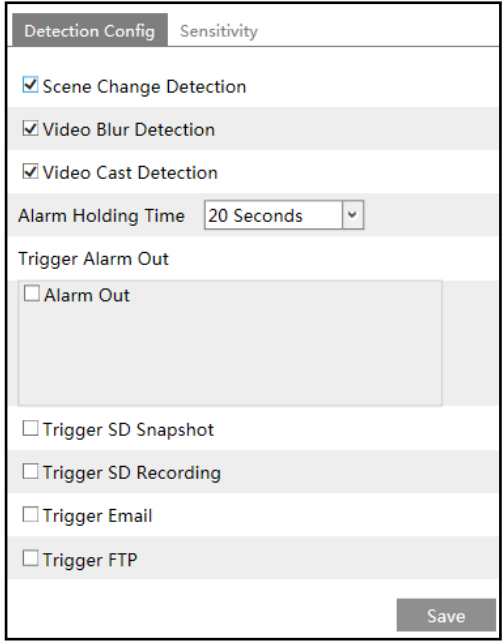 Detection Config Sensitivity
Scene Change Detection
Video Blur Detection
Video Cast Detection
Alarm Holding Time 20 Seconds
Trigger Alarm Out
Alarm Out
Trigger SD Snapshot
Trigger SD Recording
Trigger Email
Trigger FTP
Save